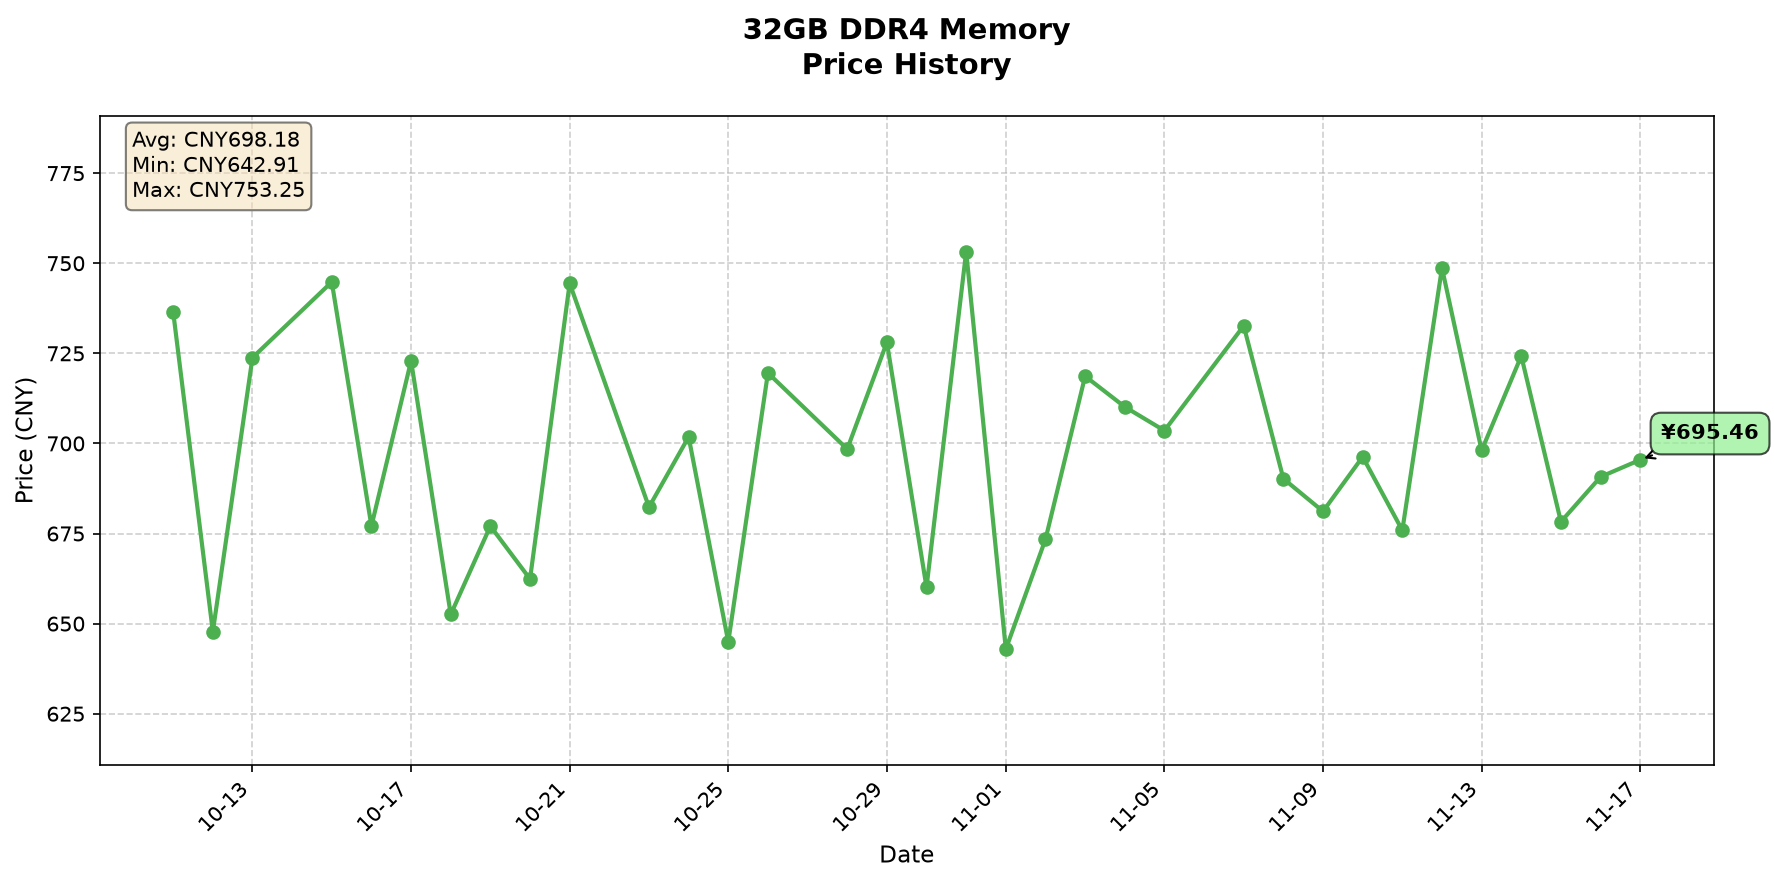 32GB DDR4 Memory
Price History
Avg: CNY698.18
Min: CNY642.91
Max: CNY753.25
775
750
725
700
675
650
625
Price (CNY)
¥695.46
10-13
10-17
10-21
10-25
10-29
11-01
11-05
11-09
11-13
11-17
Date